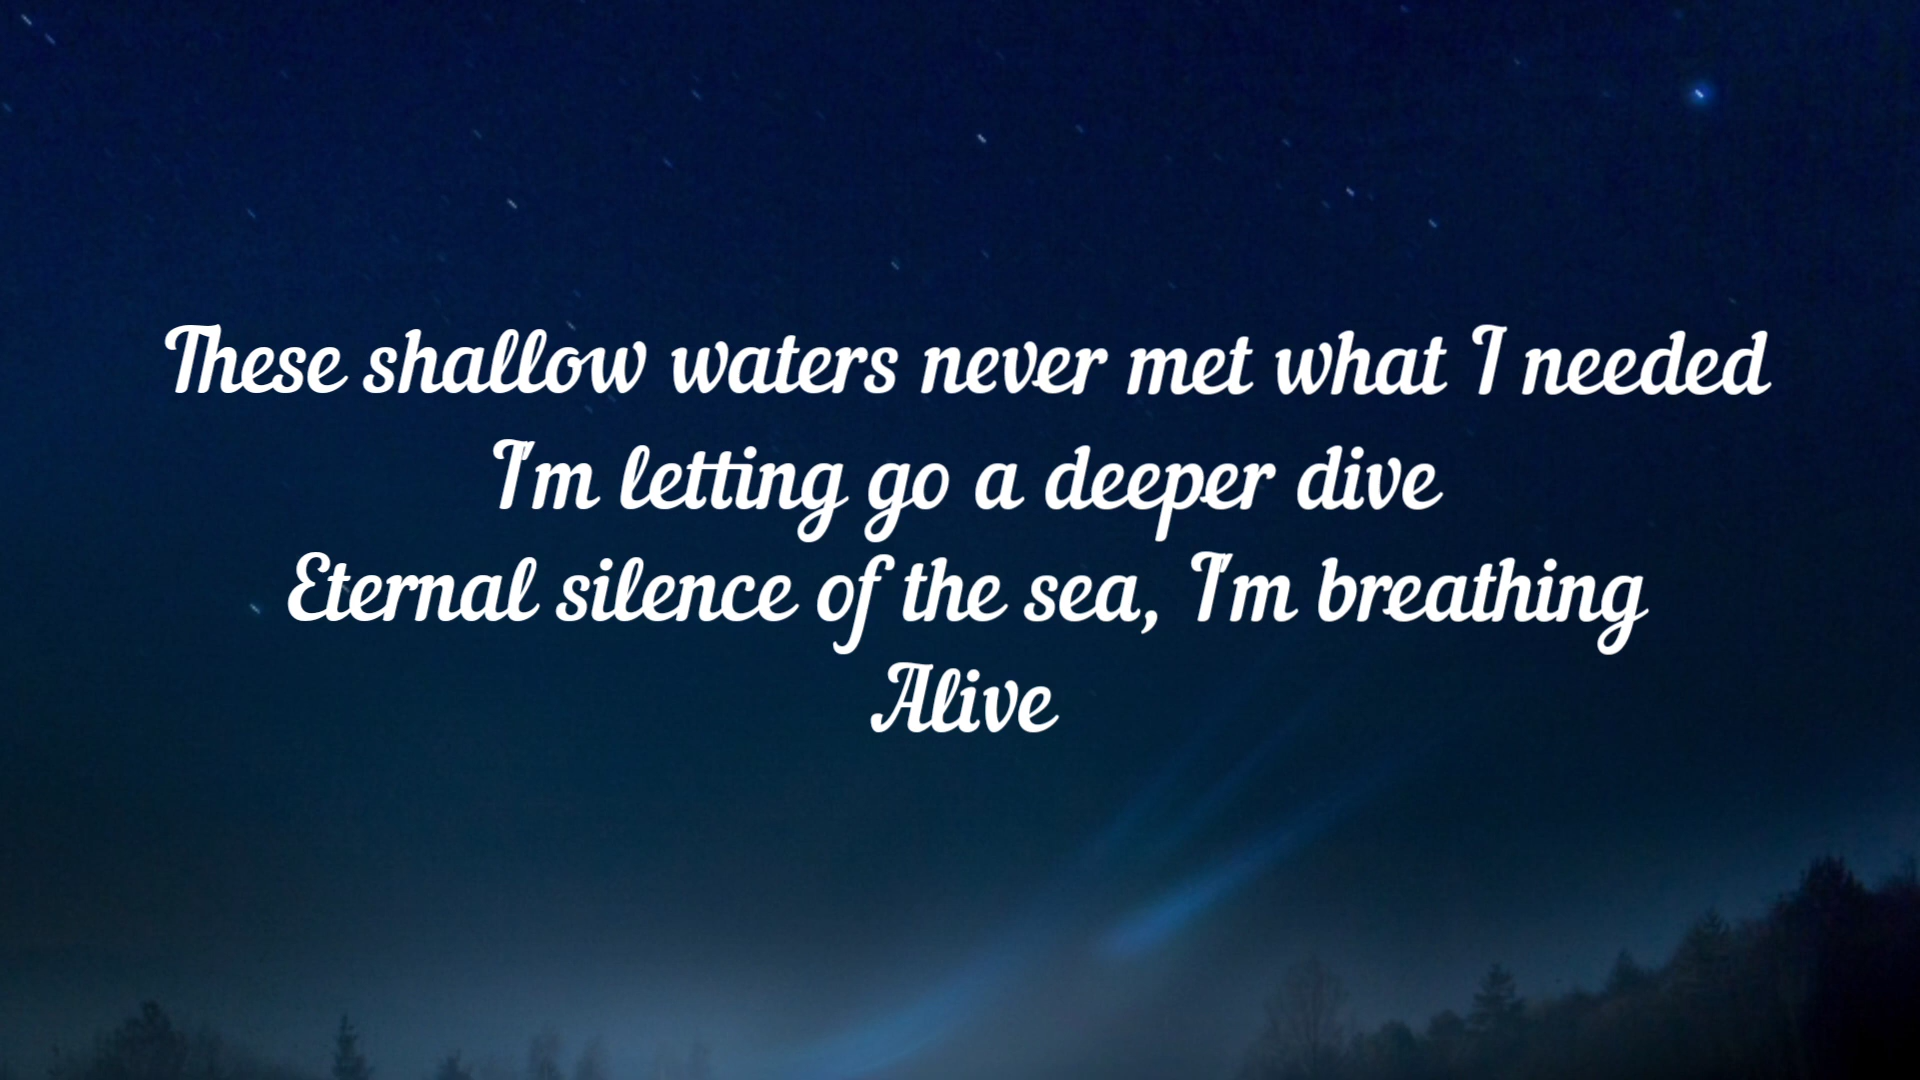 These shallow waters never met what I needed
I'm letting go a deeper dive
Eternal silence of the sea, I'm breathing
Alive